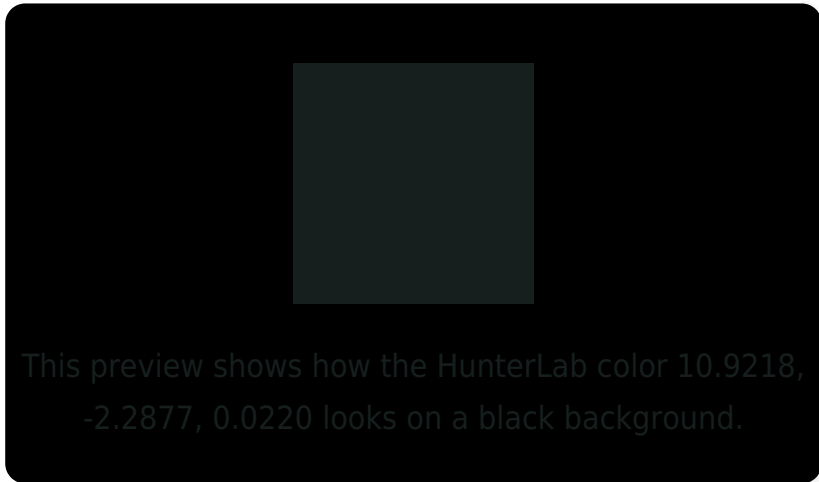 This preview shows how the HunterLab color 10.9218,
-2.2877, 0.0220 looks on a black background.